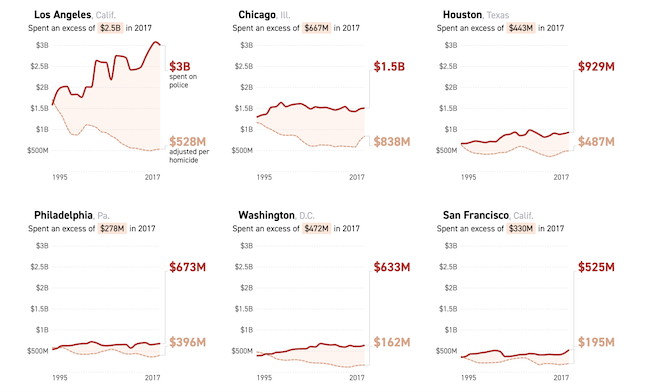 Los Angeles, Calif.
Spent an excess of $2.5B in 2017
$3B
$2.5B
$2B
$1.5B
$1B
$500M
$3B
spent on
police
$528M
adjusted per
homicide
1995 2017
Chicago, Ill.
Spent an excess of $667M in 2017
$3B
$2.5B
$2B
$1.5B
$1B
$500M
$1.5B
$838M
1995 2017
Houston, Texas
Spent an excess of $443M in 2017
$3B
$2.5B
$2B
$1.5B
$1B
$500M
$929M
$487M
1995 2017
Philadelphia, Pa.
Spent an excess of $278M in 2017
$3B
$2.5B
$2B
$1.5B
$1B
$500M
$673M
$396M
1995 2017
Washington, D.C.
Spent an excess of $472M in 2017
$3B
$2.5B
$2B
$1.5B
$1B
$500M
$633M
$162M
1995 2017
San Francisco, Calif.
Spent an excess of $330M in 2017
$3B
$2.5B
$2B
$1.5B
$1B
$500M
$525M
$195M
1995 2017